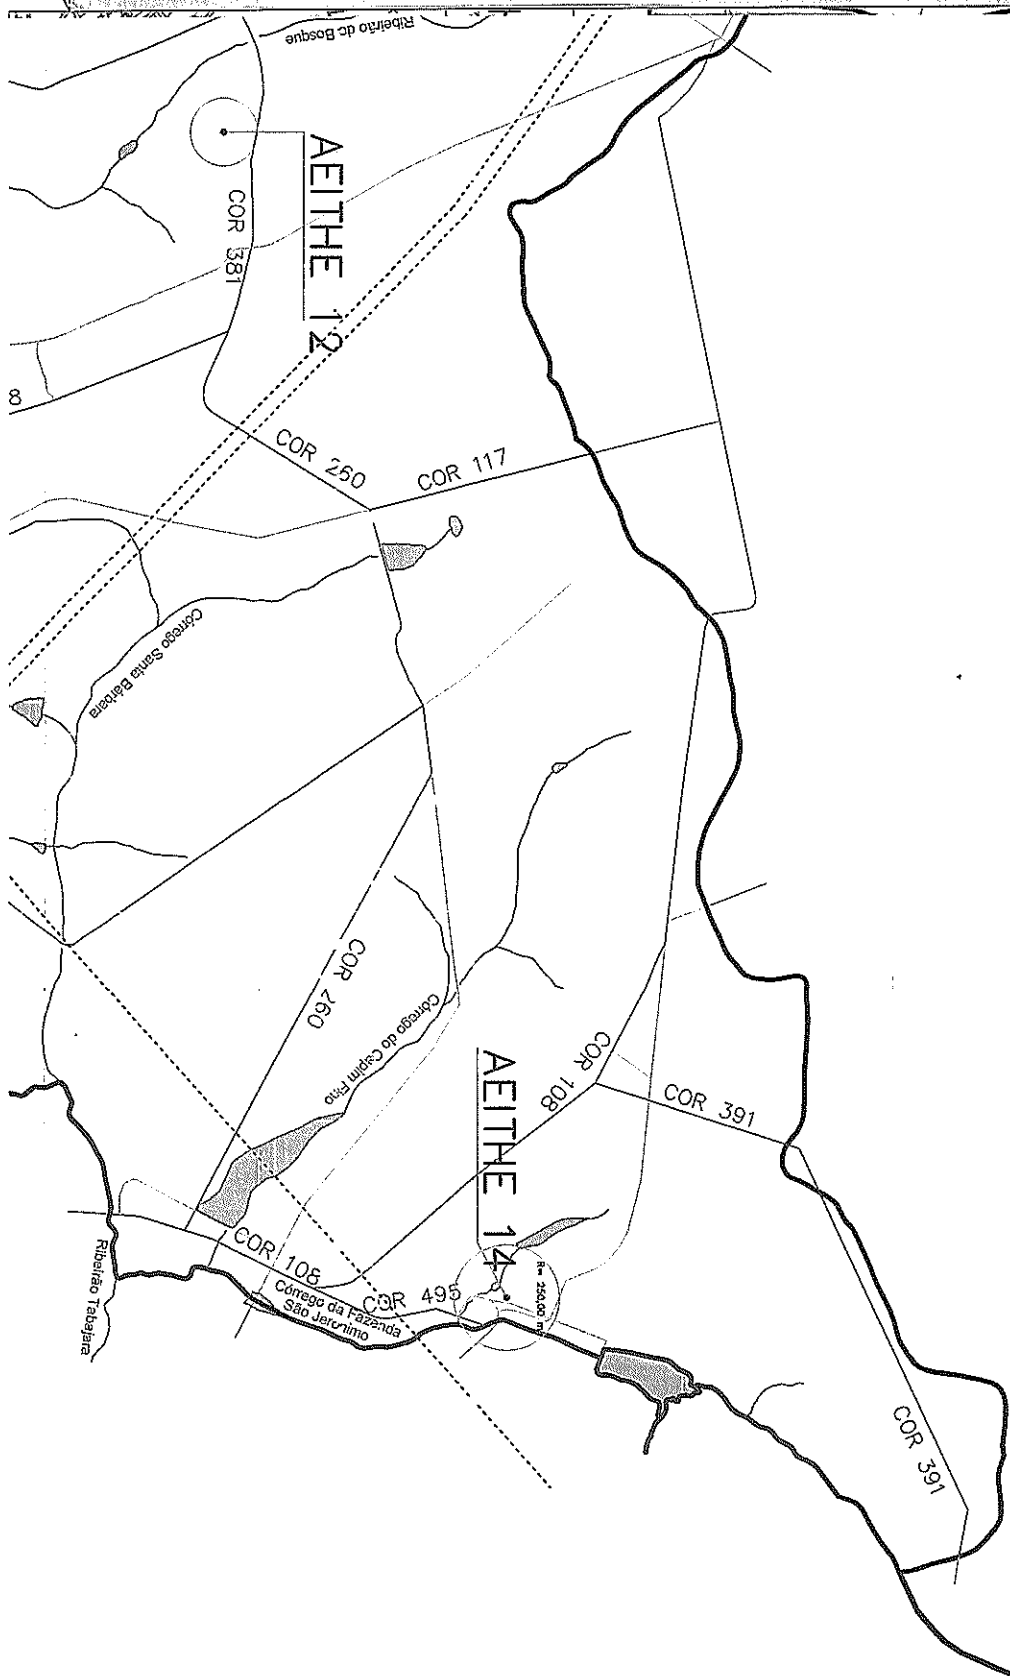 Ribeirão do Bosque
AEITHE 12
COR 381
8
COR 260
COR 117
Córrego Santa Bárbara
COR 260
Córrego do Capim Fino
AEITHE 14
COR 108
COR 391
R= 250,00 m
COR 108
COR 495
Córrego da Fazenda
São Jeronimo
Ribeirão Tabajara
COR 391